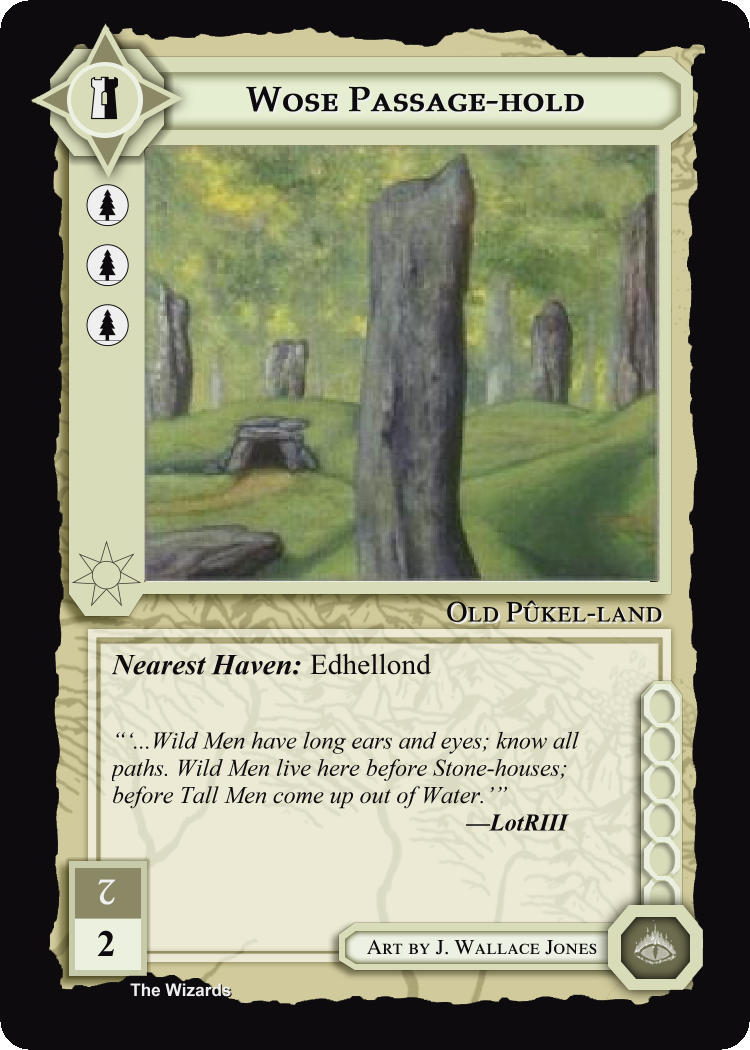 Wose Passage-hold
Old Pûkel-land
Nearest Haven: Edhellond
“‘...Wild Men have long ears and eyes; know all
paths. Wild Men live here before Stone-houses;
before Tall Men come up out of Water.’”
—LotRIII
2
2
Art by J. Wallace Jones
The Wizards